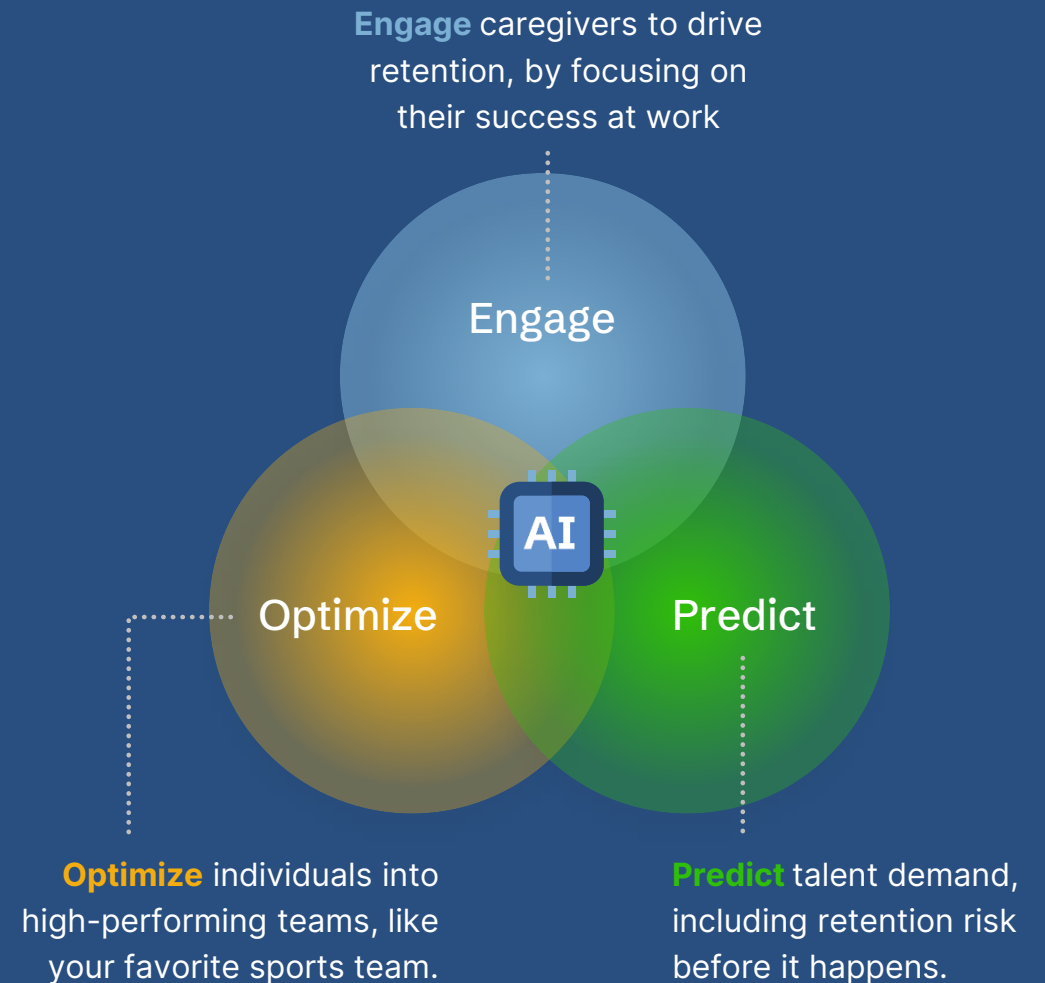 Engage caregivers to drive
retention, by focusing on
their success at work
Engage
AI
Optimize
Predict
Optimize individuals into
high-performing teams, like
your favorite sports team.
Predict talent demand,
including retention risk
before it happens.